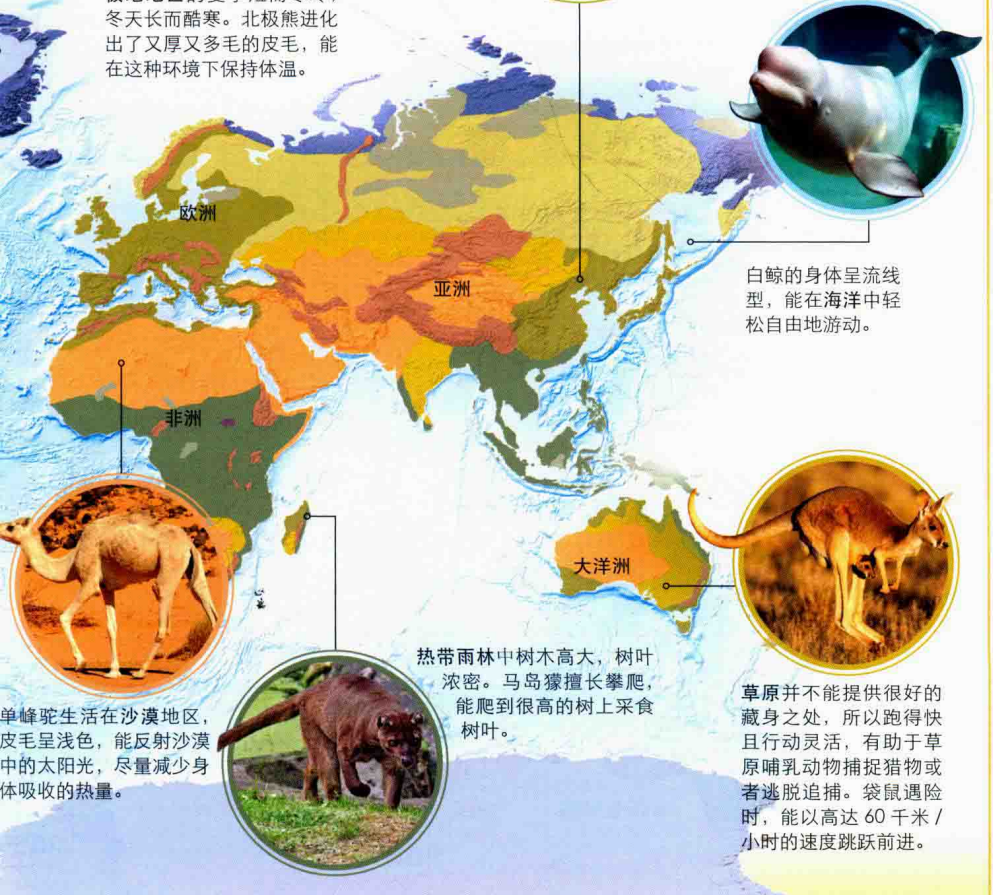 冬天长而酷寒。北极熊进化
出了又厚又多毛的皮毛，能
在这种环境下保持体温。
欧洲
亚洲
白鲸的身体呈流线
型，能在海洋中轻
松自由地游动。
非洲
大洋洲
热带雨林中树木高大，树叶
浓密。马岛獴擅长攀爬，
能爬到很高的树上采食
树叶。
单峰驼生活在沙漠地区，
皮毛呈浅色，能反射沙漠
中的太阳光，尽量减少身
体吸收的热量。
草原并不能提供很好的
藏身之处，所以跑得快
且行动灵活，有助于草
原哺乳动物捕捉猎物或
者逃脱追捕。袋鼠遇险
时，能以高达 60 千米 /
小时的速度跳跃前进。